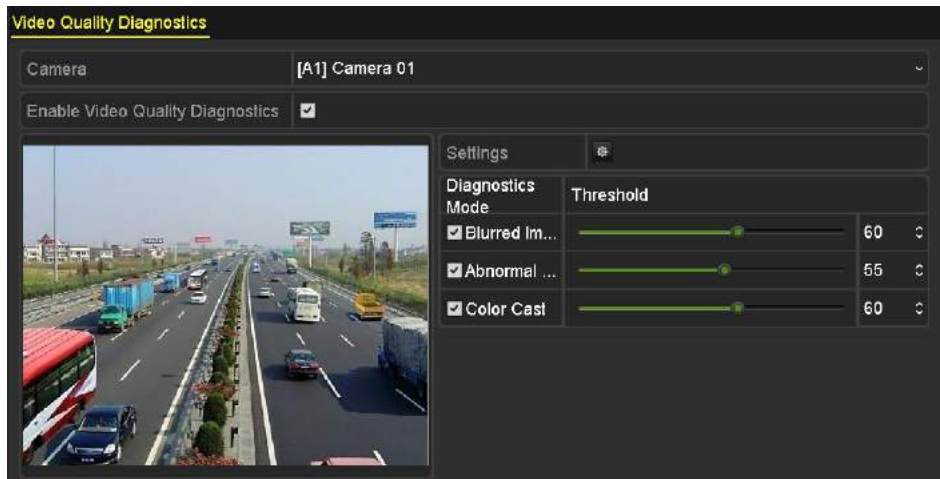 Video Quality Diagnostics
Camera
[A1] Camera 01
Enable Video Quality Diagnostics
Settings
Diagnostics
Mode
Threshold
Blurred Im...
60
Abnormal ...
55
Color Cast
60